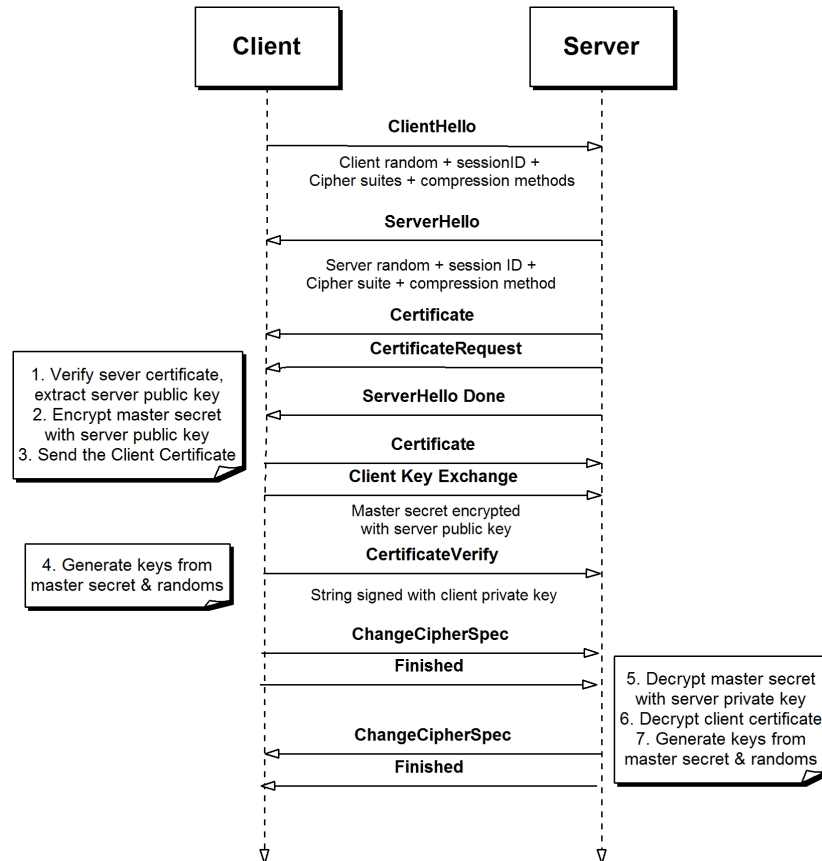 Client
Server
ClientHello
Client random + sessionID +
Cipher suites + compression methods
ServerHello
Server random + session ID +
Cipher suite + compression method
Certificate
CertificateRequest
1. Verify sever certificate,
extract server public key
2. Encrypt master secret
with server public key
3. Send the Client Certificate
ServerHello Done
Certificate
Client Key Exchange
Master secret encrypted
with server public key
4. Generate keys from
master secret & randoms
CertificateVerify
String signed with client private key
ChangeCipherSpec
Finished
5. Decrypt master secret
with server private key
6. Decrypt client certificate
7. Generate keys from
master secret & randoms
ChangeCipherSpec
Finished